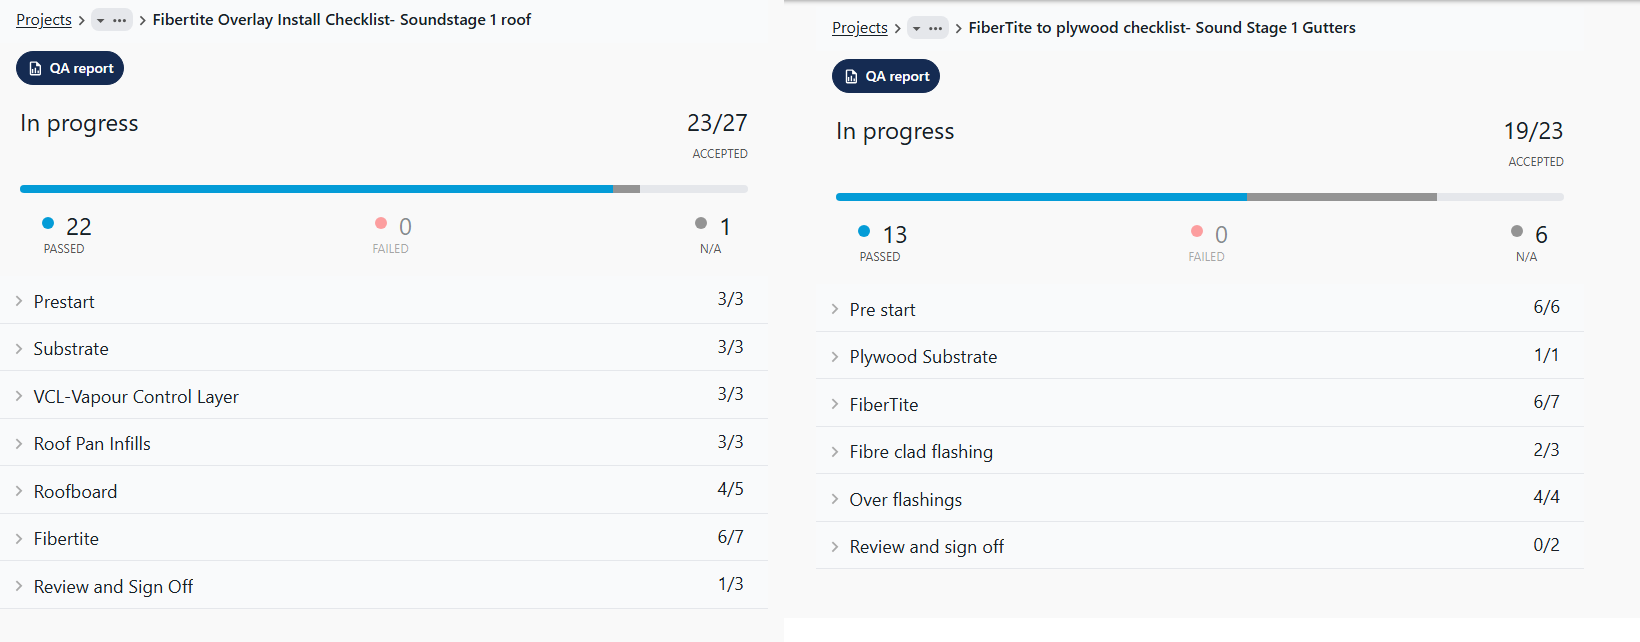 Projects > ... > Fibertite Overlay Install Checklist- Soundstage 1 roof
QA report
In progress
23/27
ACCEPTED
22
PASSED
0
FAILED
1
N/A
Prestart 3/3
Substrate 3/3
VCL-Vapour Control Layer 3/3
Roof Pan Infills 3/3
Roofboard 4/5
Fibertite 6/7
Review and Sign Off 1/3
Projects > ... > FiberTite to plywood checklist- Sound Stage 1 Gutters
QA report
In progress
19/23
ACCEPTED
13
PASSED
0
FAILED
6
N/A
Pre start 6/6
Plywood Substrate 1/1
FiberTite 6/7
Fibre clad flashing 2/3
Over flashings 4/4
Review and sign off 0/2